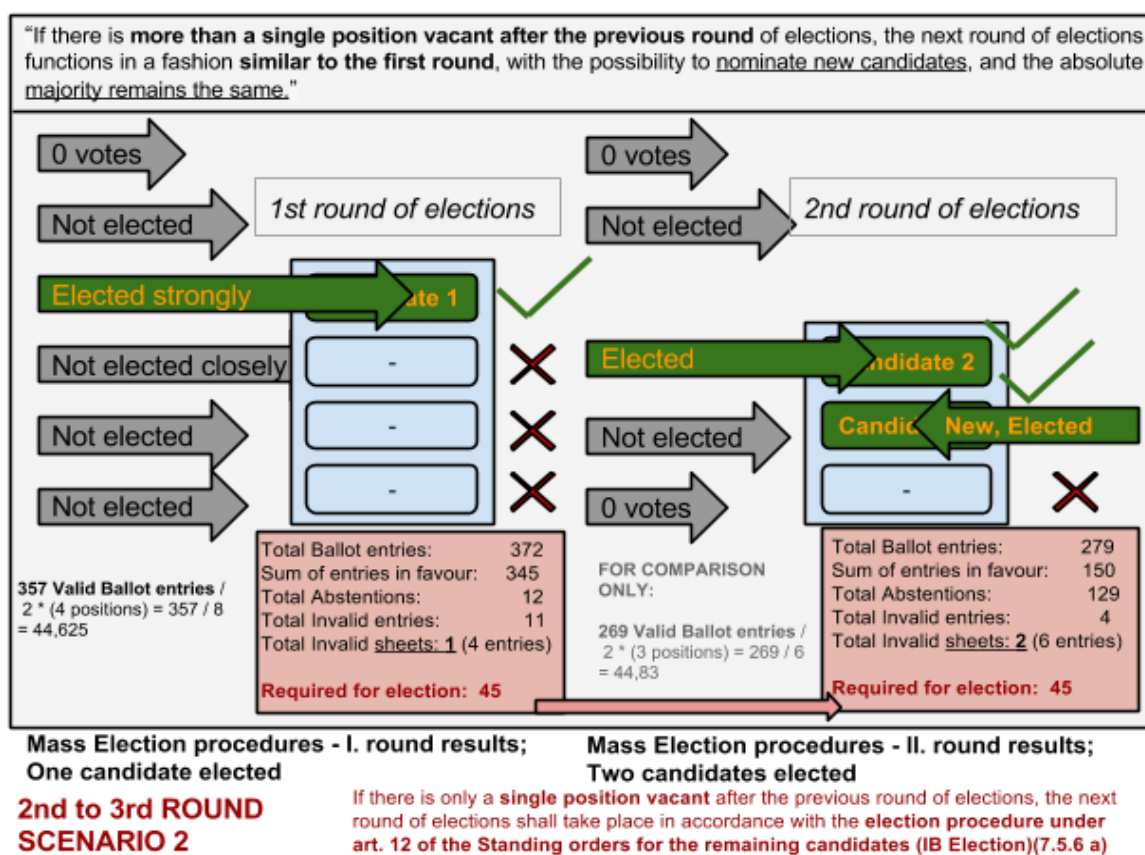 “If there is more than a single position vacant after the previous round of elections, the next round of elections
functions in a fashion similar to the first round, with the possibility to nominate new candidates, and the absolute
majority remains the same.”
0 votes
Not elected
1st round of elections
Elected strongly
ate 1
Not elected closely
-
Not elected
-
Not elected
-
357 Valid Ballot entries /
2 * (4 positions) = 357 / 8
= 44,625
Total Ballot entries: 372
Sum of entries in favour: 345
Total Abstentions: 12
Total Invalid entries: 11
Total Invalid sheets: 1 (4 entries)
Required for election: 45
Mass Election procedures - I. round results;
One candidate elected
0 votes
Not elected
2nd round of elections
Elected
ndidate 2
Not elected
Candid
New, Elected
0 votes
-
FOR COMPARISON
ONLY:
269 Valid Ballot entries /
2 * (3 positions) = 269 / 6
= 44,83
Total Ballot entries: 279
Sum of entries in favour: 150
Total Abstentions: 129
Total Invalid entries: 4
Total Invalid sheets: 2 (6 entries)
Required for election: 45
Mass Election procedures - II. round results;
Two candidates elected
2nd to 3rd ROUND
SCENARIO 2
If there is only a single position vacant after the previous round of elections, the next
round of elections shall take place in accordance with the election procedure under
art. 12 of the Standing orders for the remaining candidates (IB Election)(7.5.6 a)